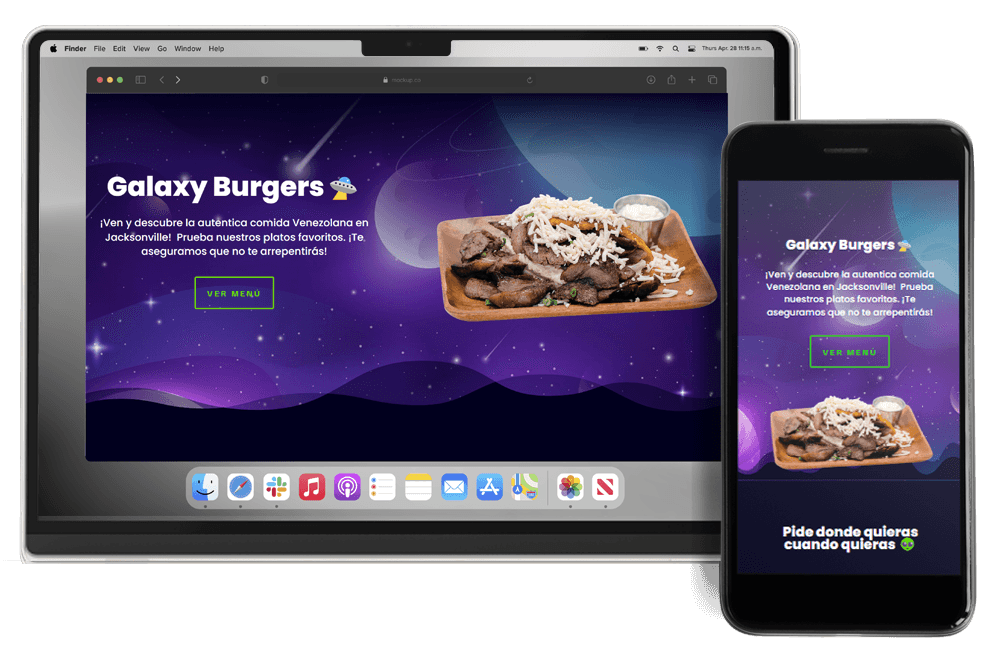 Finder File Edit View Go Window Help
Thurs Apr. 28 11:15 a.m.
mockup.co
Galaxy Burgers
¡Ven y descubre la autentica comida Venezolana en
Jacksonville! Prueba nuestros platos favoritos. ¡Te
aseguramos que no te arrepentirás!
VER MENÚ
Galaxy Burgers
¡Ven y descubre la autentica comida
Venezolana en Jacksonville! Prueba
nuestros platos favoritos. ¡Te
aseguramos que no te arrepentirás!
VER MENÚ
Pide donde quieras
cuando quieras